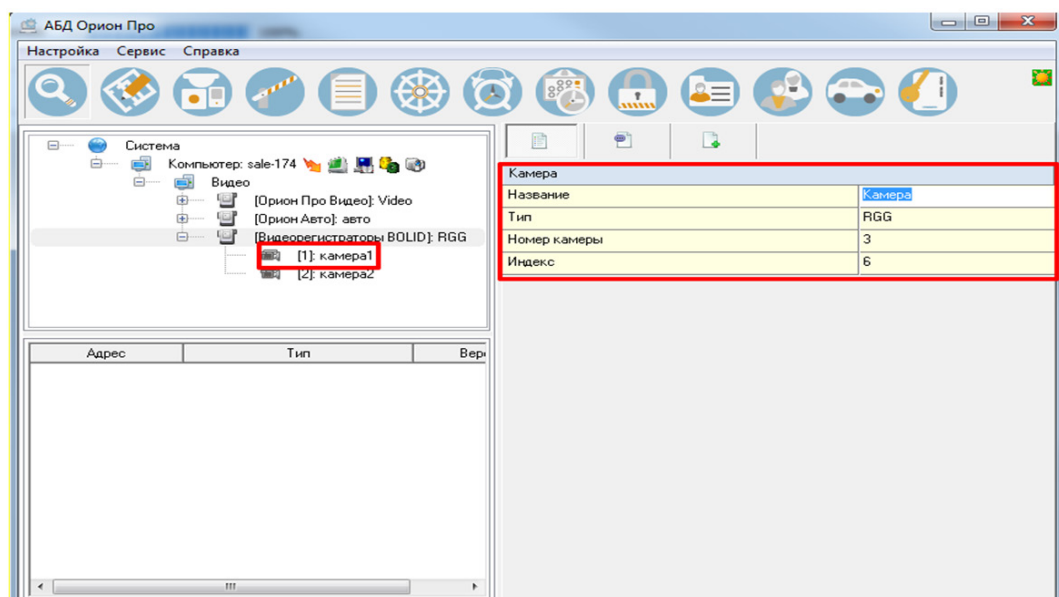 АБД Орион Про
Настройка Сервис Справка
Система
Компьютер: sale-174
Видео
[Орион Про Видео]: Video
[Орион Авто]: авто
[Видеорегистраторы BOLID]: RGG
[1]: камера1
[2]: камера2
Камера
Название Камера
Тип RGG
Номер камеры 3
Индекс 6
Адрес Тип Верс